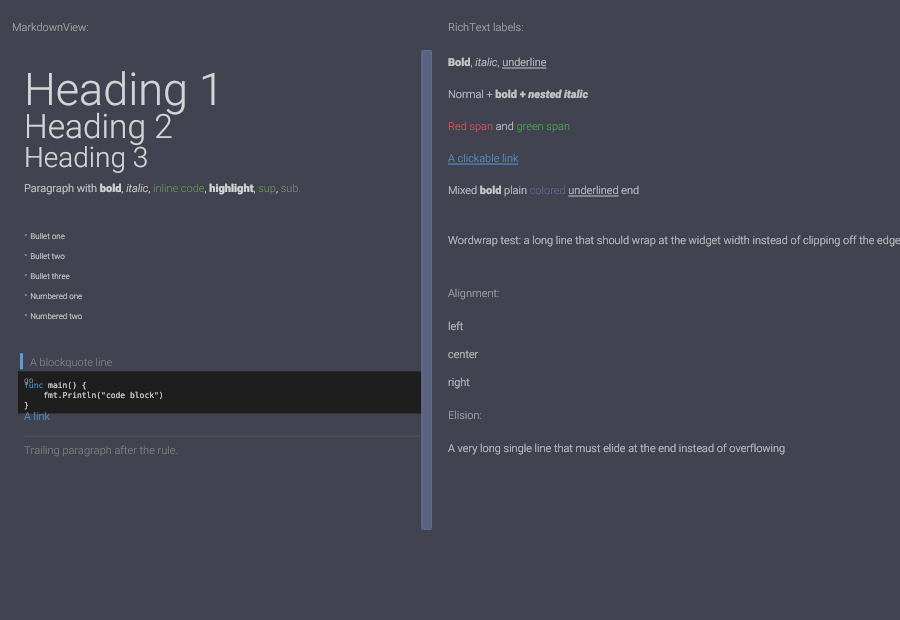 MarkdownView:
Heading 1
Heading 2
Heading 3
Paragraph with bold, italic, inline code, highlight, sup, sub.
• Bullet one
• Bullet two
• Bullet three
• Numbered one
• Numbered two
A blockquote line
go
func main() {
    fmt.Println("code block")
}
A link
Trailing paragraph after the rule.
RichText labels:
Bold, italic, underline
Normal + bold + nested italic
Red span and green span
A clickable link
Mixed bold plain colored underlined end
Wordwrap test: a long line that should wrap at the widget width instead of clipping off the edge
Alignment:
left
center
right
Elision:
A very long single line that must elide at the end instead of overflowing